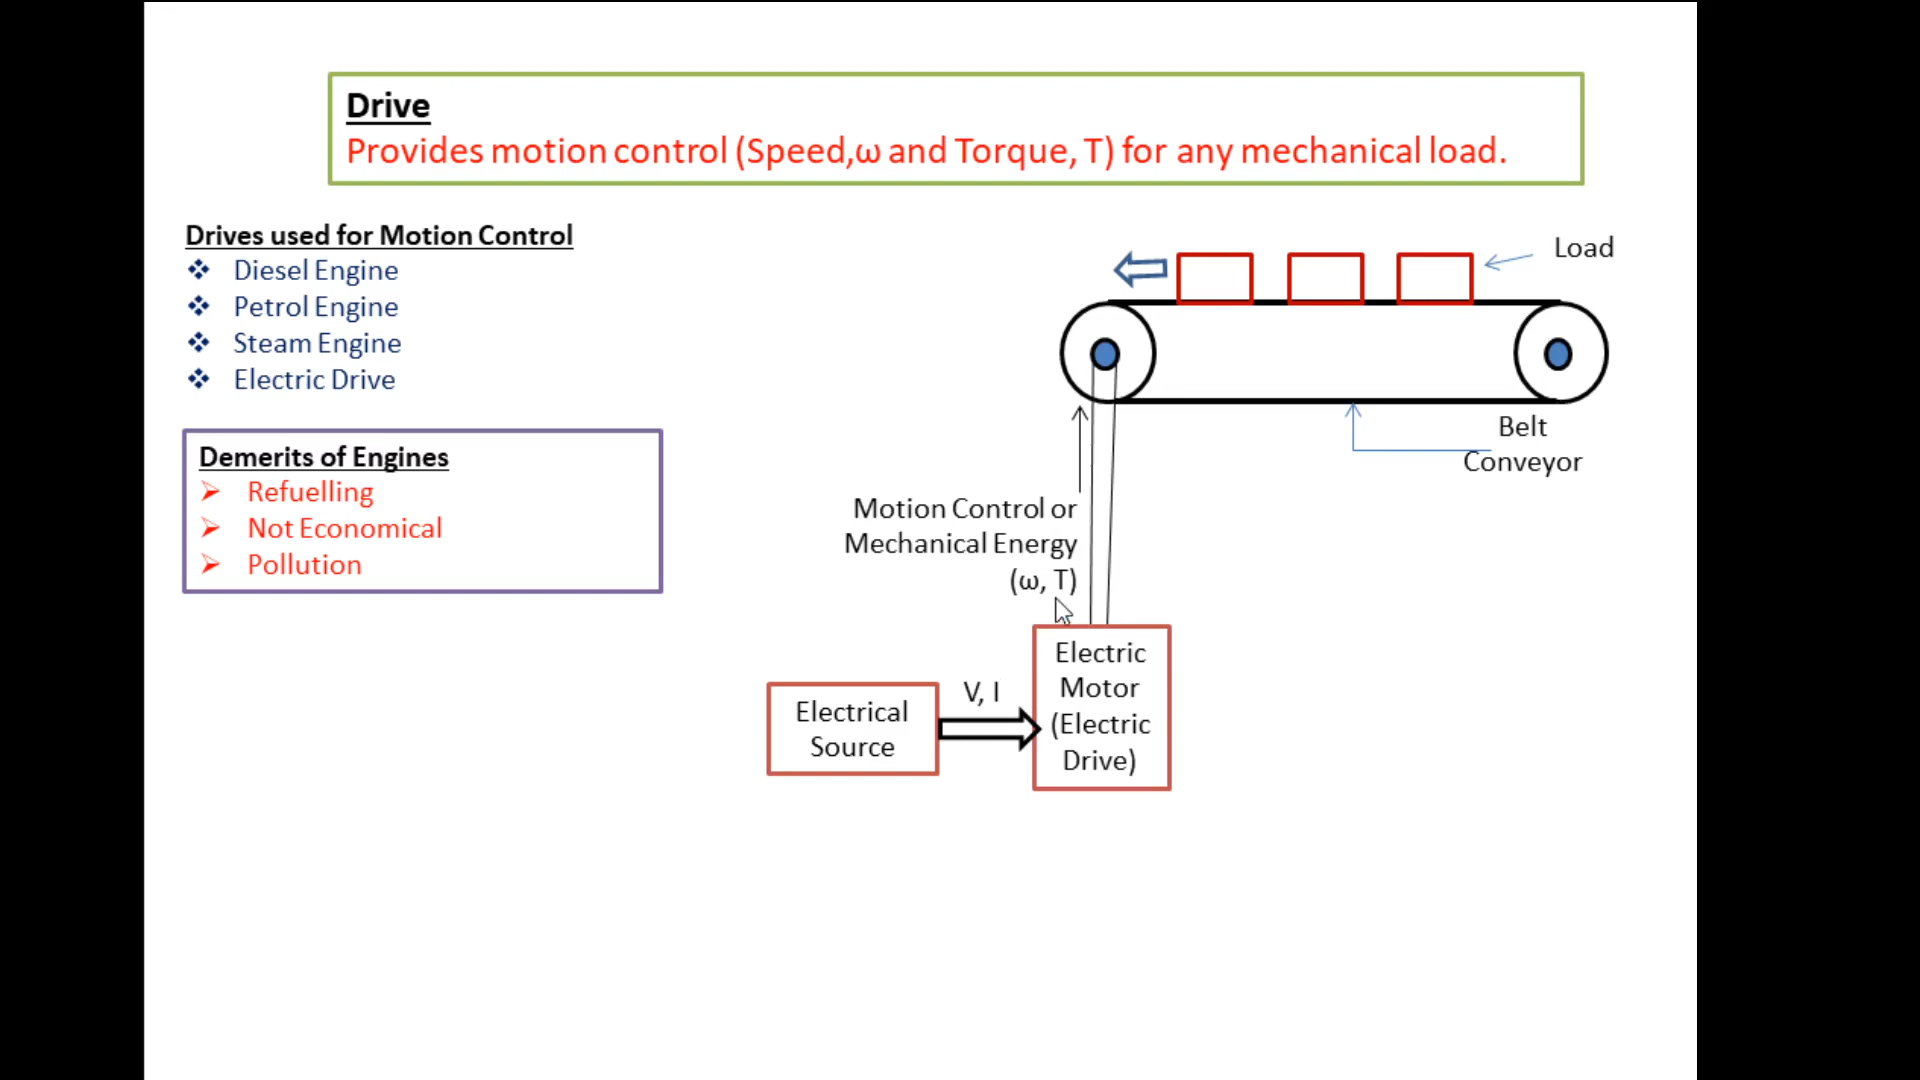 Drive
Provides motion control (Speed,ω and Torque, T) for any mechanical load.
Drives used for Motion Control
Diesel Engine
Petrol Engine
Steam Engine
Electric Drive
Demerits of Engines
Refuelling
Not Economical
Pollution
Load
Belt
Conveyor
Motion Control or
Mechanical Energy
(ω, T)
Electrical
Source
V, I
Electric
Motor
(Electric
Drive)